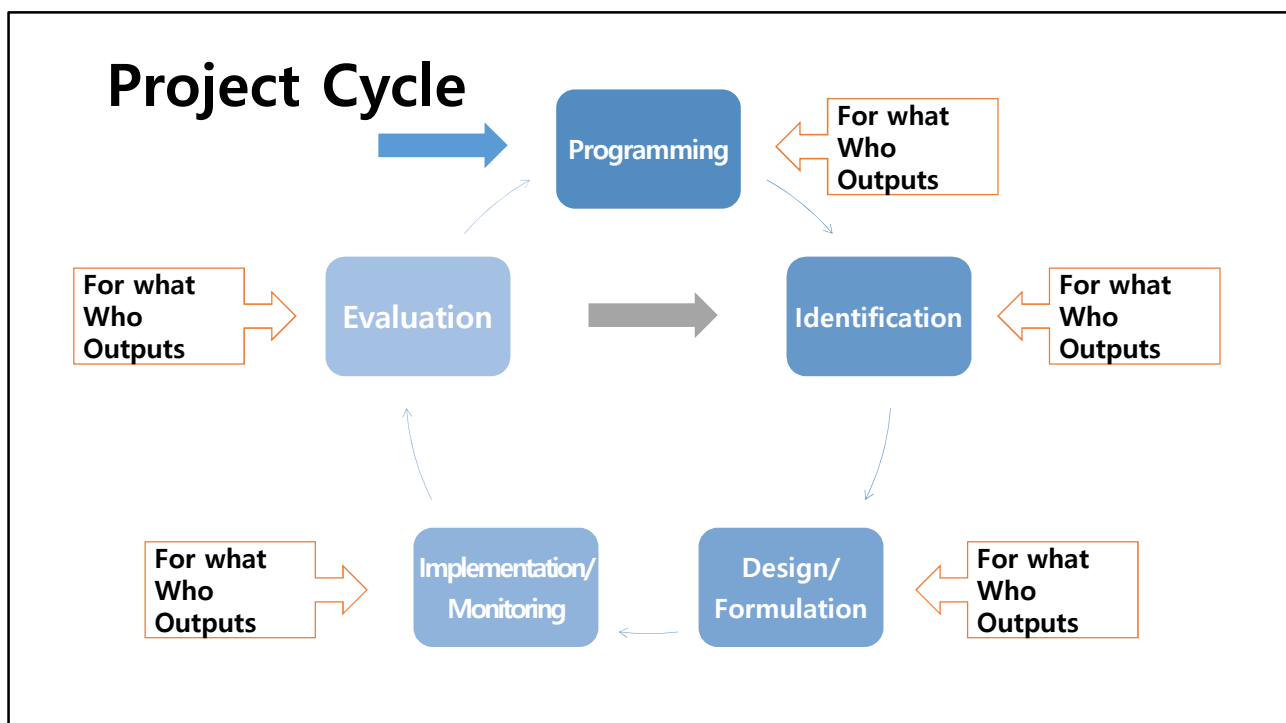 Project Cycle
Programming
For what
Who
Outputs
Evaluation
For what
Who
Outputs
Identification
For what
Who
Outputs
Implementation/
Monitoring
For what
Who
Outputs
Design/
Formulation
For what
Who
Outputs